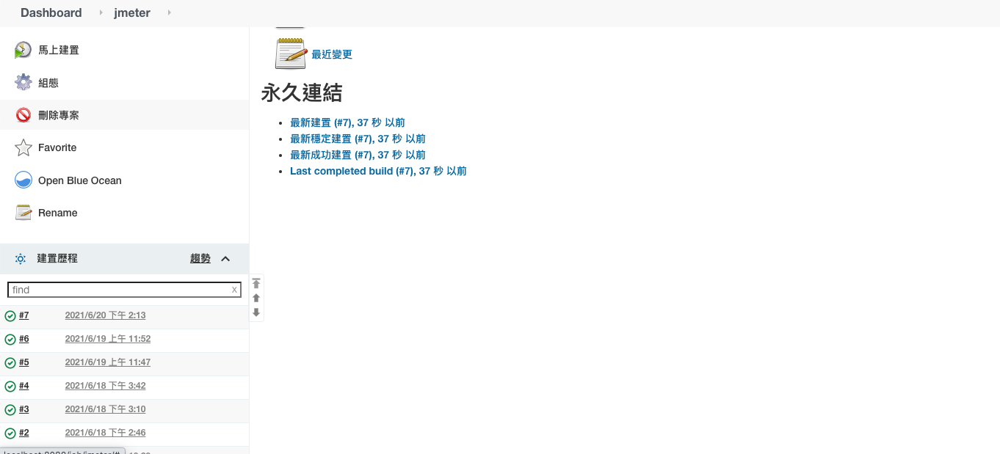 Dashboard jmeter
馬上建置
組態
刪除專案
Favorite
Open Blue Ocean
Rename
建置歷程 趨勢
find x
#7 2021/6/20 下午 2:13
#6 2021/6/19 上午 11:52
#5 2021/6/19 上午 11:47
#4 2021/6/18 下午 3:42
#3 2021/6/18 下午 3:10
#2 2021/6/18 下午 2:46
最近變更
永久連結
最新建置 (#7), 37 秒 以前
最新穩定建置 (#7), 37 秒 以前
最新成功建置 (#7), 37 秒 以前
Last completed build (#7), 37 秒 以前